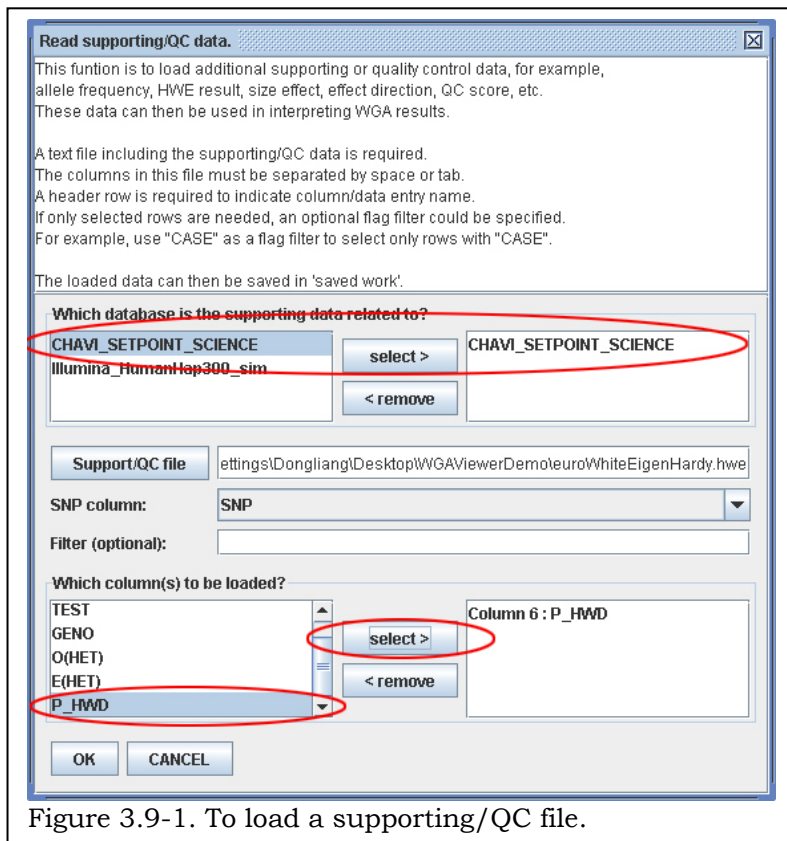 Read supporting/QC data.
This funtion is to load additional supporting or quality control data, for example,
allele frequency, HWE result, size effect, effect direction, QC score, etc.
These data can then be used in interpreting WGA results.
A text file including the supporting/QC data is required.
The columns in this file must be separated by space or tab.
A header row is required to indicate column/data entry name.
If only selected rows are needed, an optional flag filter could be specified.
For example, use "CASE" as a flag filter to select only rows with "CASE".
The loaded data can then be saved in 'saved work'.
Which database is the supporting data related to?
CHAVI_SETPOINT_SCIENCE
Illumina_HumanHap300_sim
select >
< remove
CHAVI_SETPOINT_SCIENCE
Support/QC file
ettings\Dongliang\Desktop\WGAViewerDemo\euroWhiteEigenHardy.hwe
SNP column:
SNP
Filter (optional):
Which column(s) to be loaded?
TEST
GENO
O(HET)
E(HET)
P_HWD
select >
< remove
Column 6 : P_HWD
OK
CANCEL
Figure 3.9-1. To load a supporting/QC file.